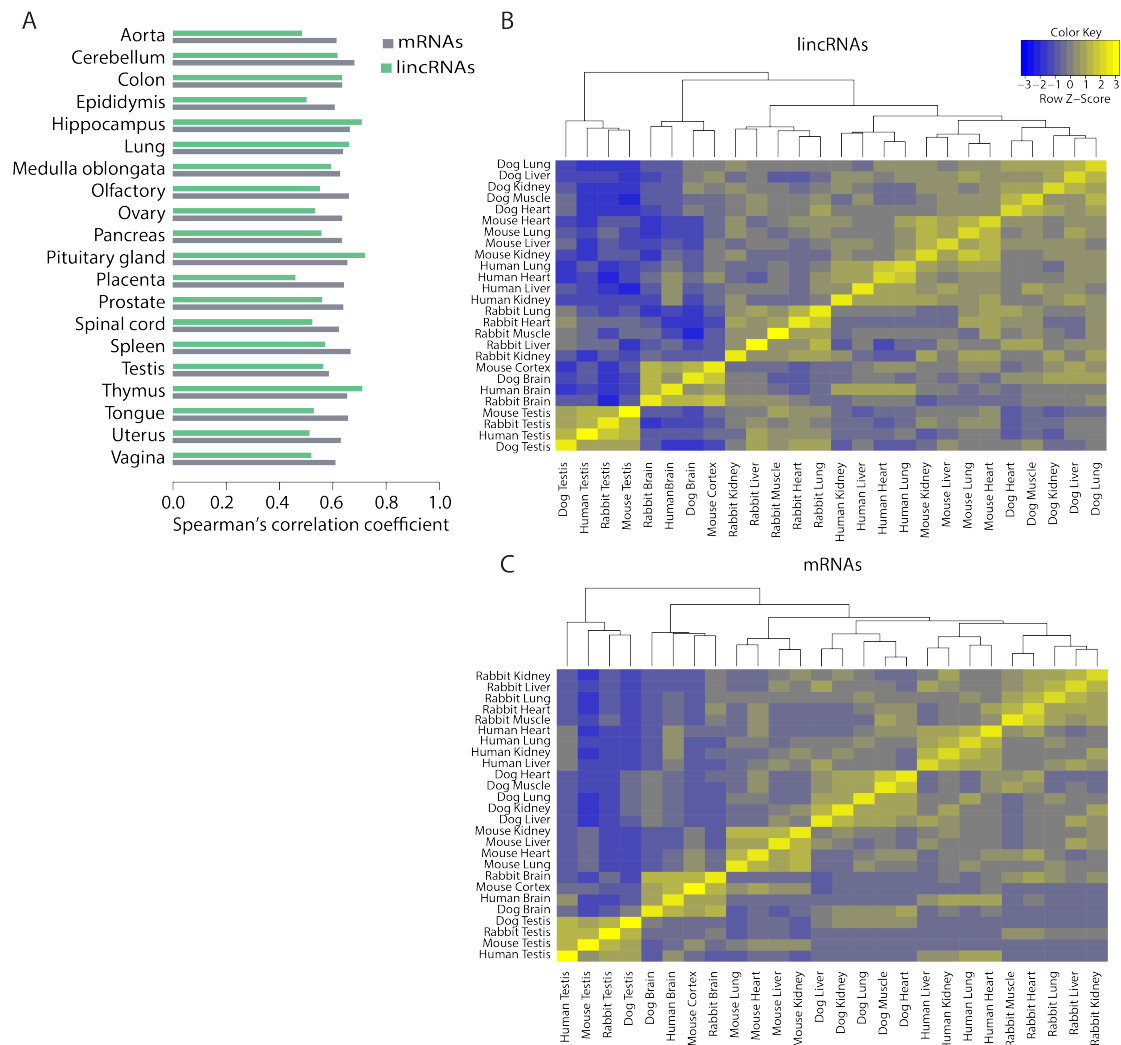 A
Aorta
Cerebellum
Colon
Epididymis
Hippocampus
Lung
Medulla oblongata
Olfactory
Ovary
Pancreas
Pituitary gland
Placenta
Prostate
Spinal cord
Spleen
Testis
Thymus
Tongue
Uterus
Vagina
mRNAs
lincRNAs
0.0 0.2 0.4 0.6 0.8 1.0
Spearman's correlation coefficient
B
lincRNAs
Color Key
−3−2−1 0 1 2 3
Row Z−Score
Dog Lung
Dog Liver
Dog Kidney
Dog Muscle
Dog Heart
Mouse Heart
Mouse Lung
Mouse Liver
Mouse Kidney
Human Lung
Human Heart
Human Liver
Human Kidney
Rabbit Lung
Rabbit Heart
Rabbit Muscle
Rabbit Liver
Rabbit Kidney
Mouse Cortex
Dog Brain
Human Brain
Rabbit Brain
Mouse Testis
Rabbit Testis
Human Testis
Dog Testis
Dog Testis
Human Testis
Rabbit Testis
Mouse Testis
Rabbit Brain
HumanBrain
Dog Brain
Mouse Cortex
Rabbit Kidney
Rabbit Liver
Rabbit Muscle
Rabbit Heart
Rabbit Lung
Human Kidney
Human Liver
Human Heart
Human Lung
Mouse Kidney
Mouse Liver
Mouse Lung
Mouse Heart
Dog Heart
Dog Muscle
Dog Kidney
Dog Liver
Dog Lung
C
mRNAs
Rabbit Kidney
Rabbit Liver
Rabbit Lung
Rabbit Heart
Rabbit Muscle
Human Heart
Human Lung
Human Kidney
Human Liver
Dog Heart
Dog Muscle
Dog Lung
Dog Kidney
Dog Liver
Mouse Kidney
Mouse Liver
Mouse Heart
Mouse Lung
Rabbit Brain
Mouse Cortex
Human Brain
Dog Brain
Dog Testis
Rabbit Testis
Mouse Testis
Human Testis
Human Testis
Mouse Testis
Rabbit Testis
Dog Testis
Dog Brain
Human Brain
Mouse Cortex
Rabbit Brain
Mouse Lung
Mouse Heart
Mouse Liver
Mouse Kidney
Dog Liver
Dog Kidney
Dog Lung
Dog Muscle
Dog Heart
Human Liver
Human Kidney
Human Lung
Human Heart
Rabbit Muscle
Rabbit Heart
Rabbit Lung
Rabbit Liver
Rabbit Kidney